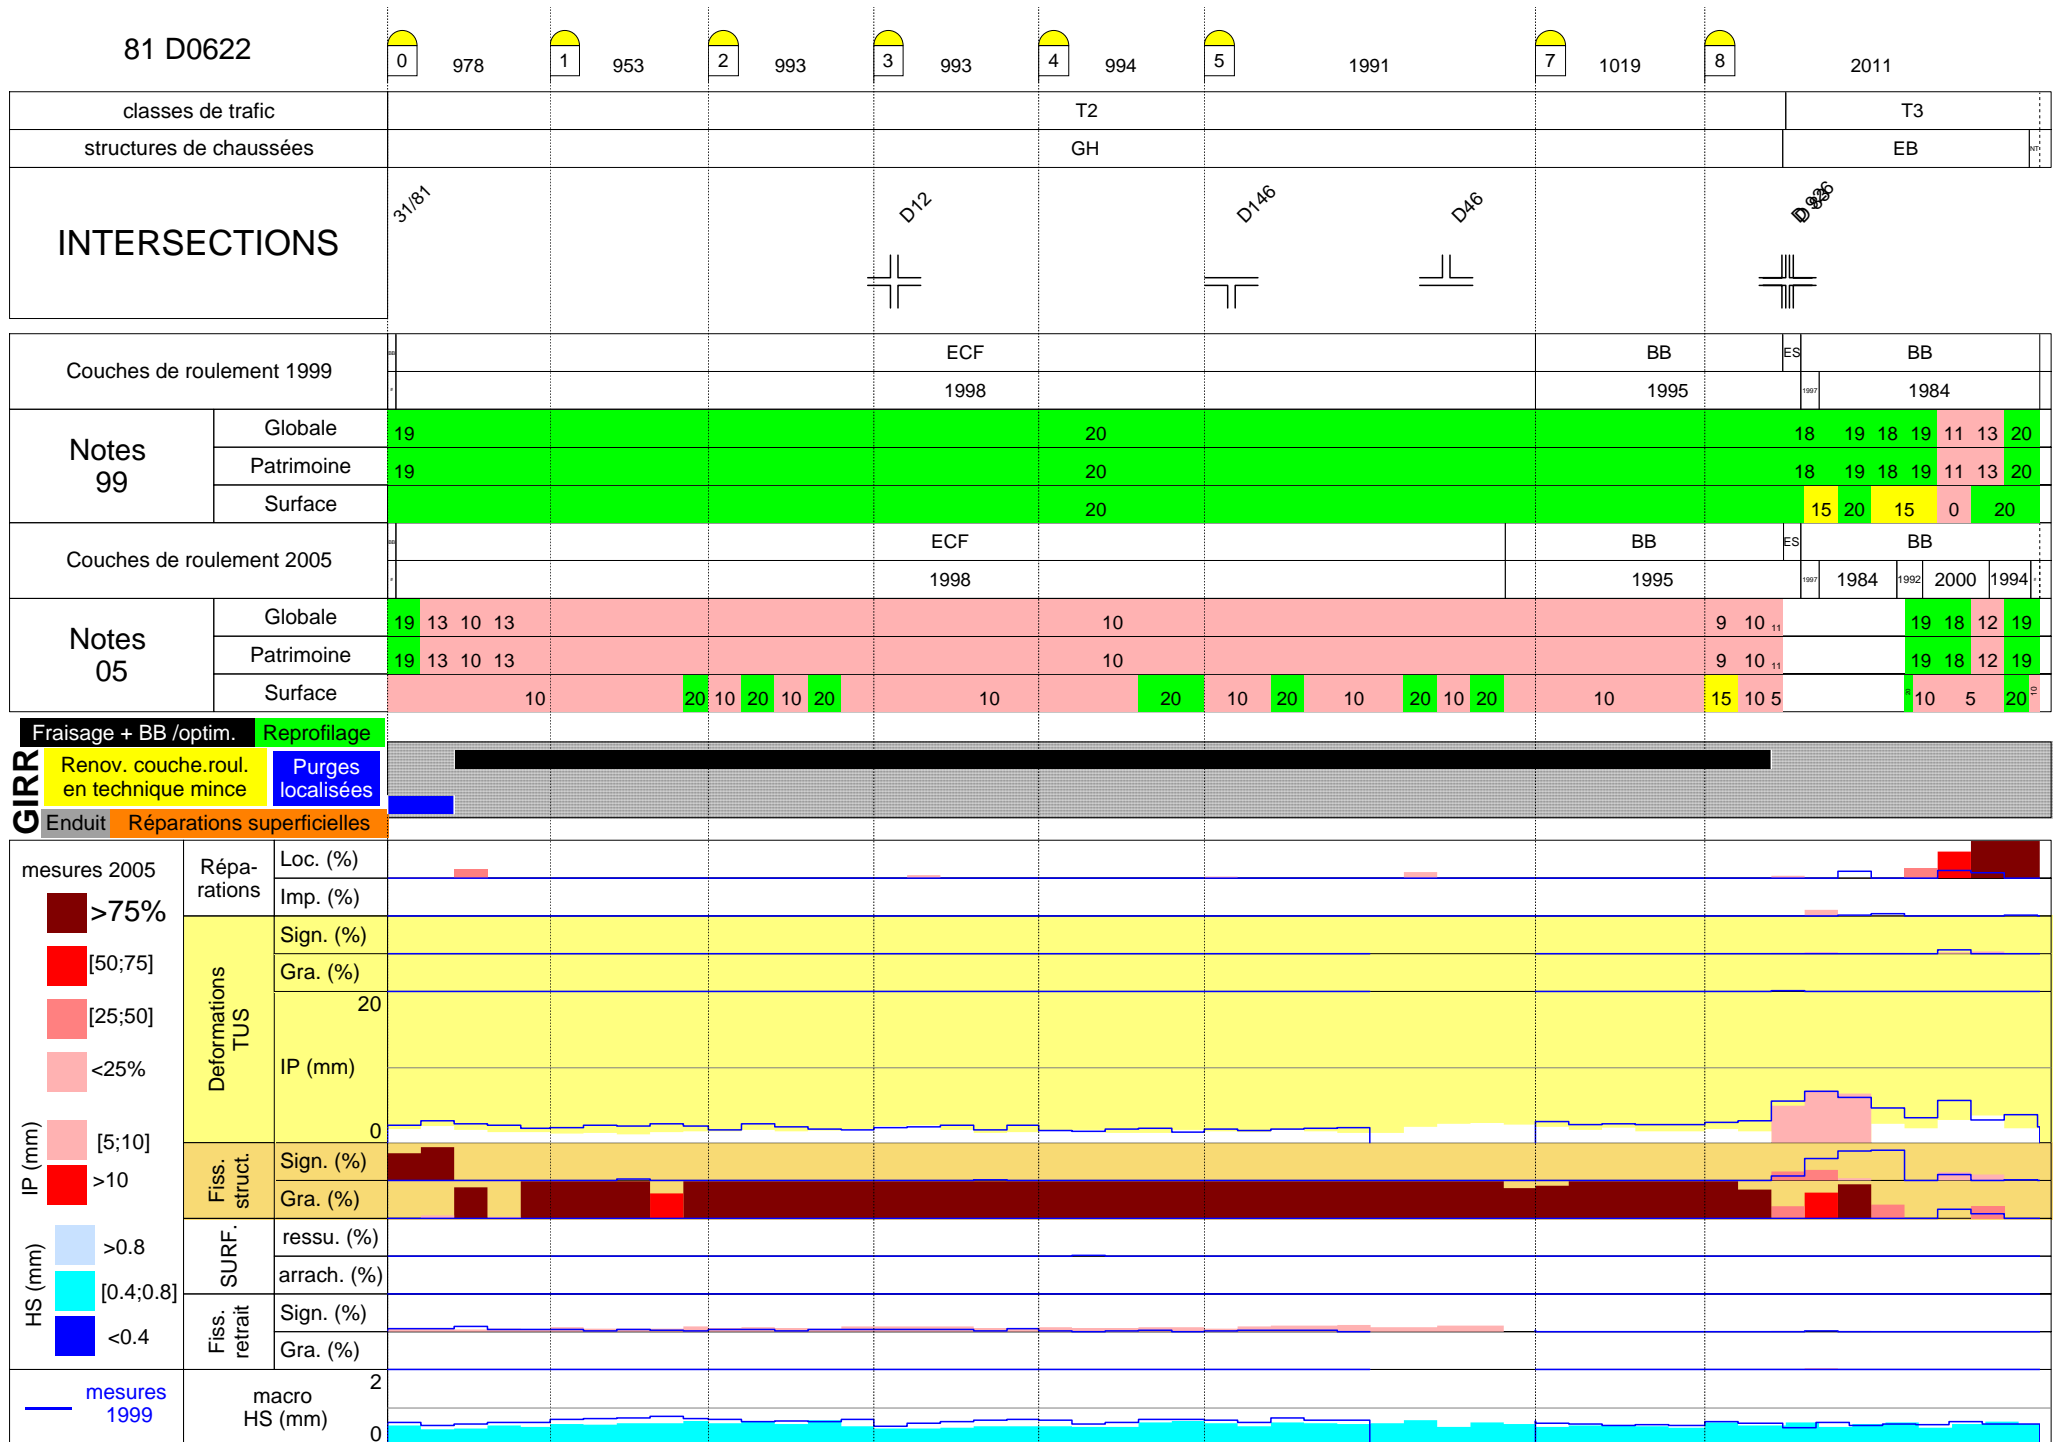 81 D0622
0 978 1 953 2 993 3 993 4 994 5 1991 7 1019 8 2011
classes de trafic T2 T3
structures de chaussées GH EB NT
INTERSECTIONS
31/81 D12 D146 D46
Couches de roulement 1999
BB ECF BB ES BB
1998 1995 1997 1984
Notes
99
Globale 19 20 18 19 18 19 11 13 20
Patrimoine 19 20 18 19 18 19 11 13 20
Surface 20 15 20 15 0 20
Couches de roulement 2005
BB ECF BB ES BB
1998 1995 1997 1984 1992 2000 1994
Notes
05
Globale 19 13 10 13 10 9 10 11 19 18 12 19
Patrimoine 19 13 10 13 10 9 10 11 19 18 12 19
Surface 10 20 10 20 10 20 10 20 10 20 10 20 10 20 10 15 10 5 20 10 5 20 10
GIRR
Fraisage + BB /optim. Reprofilage
Renov. couche.roul.
en technique mince
Purges
localisées
Enduit Réparations superficielles
mesures 2005
>75%
[50;75]
[25;50]
<25%
IP (mm)
[5;10]
>10
HS (mm)
>0.8
[0.4;0.8]
<0.4
mesures
1999
Répa-
rations
Loc. (%)
Imp. (%)
Deformations
TUS
Sign. (%)
Gra. (%)
20
IP (mm)
0
Fiss.
struct.
Sign. (%)
Gra. (%)
SURF.
ressu. (%)
arrach. (%)
Fiss.
retrait
Sign. (%)
Gra. (%)
macro
HS (mm)
2
0